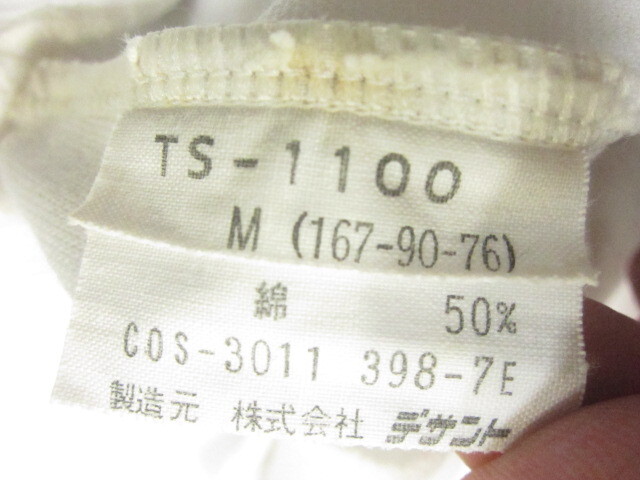 TS-1100
M (167-90-76)
綿 50%
COS-3011 398-7E
製造元 株式会社 デサント